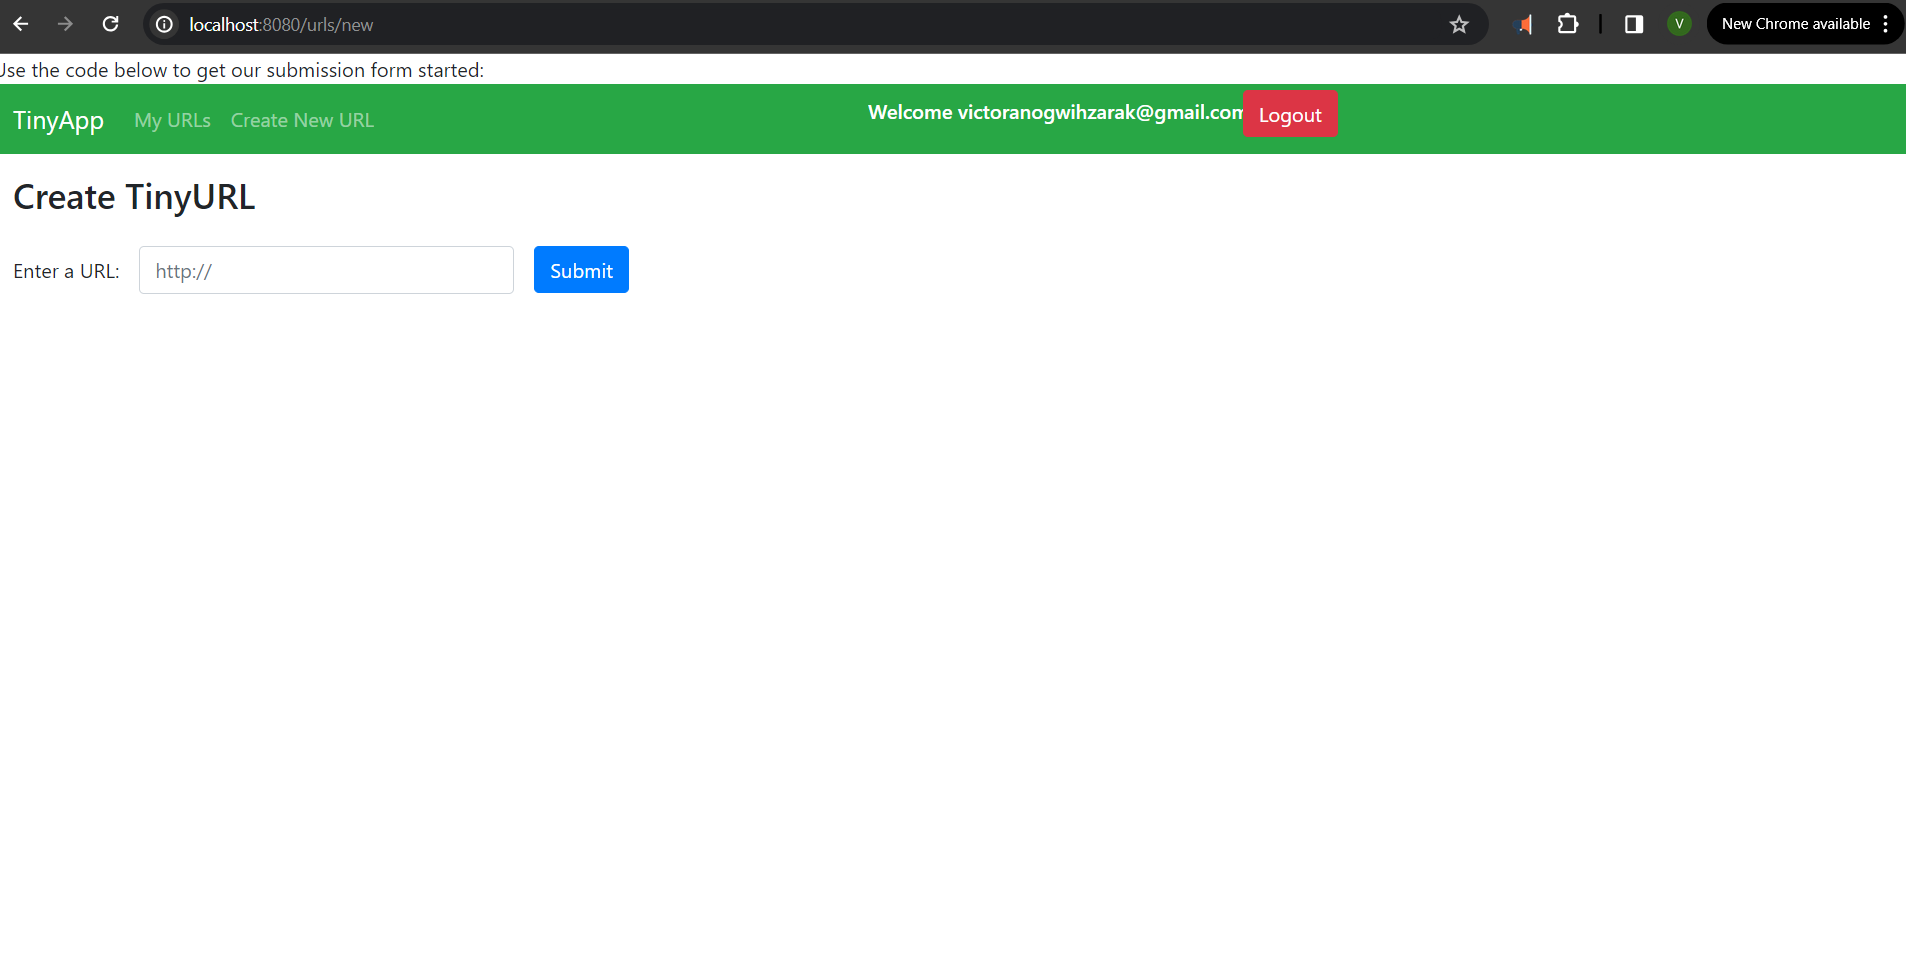 localhost:8080/urls/new
New Chrome available
V
Use the code below to get our submission form started:
TinyApp My URLs Create New URL Welcome victoranogwihzarak@gmail.com Logout
Create TinyURL
Enter a URL: http:// Submit